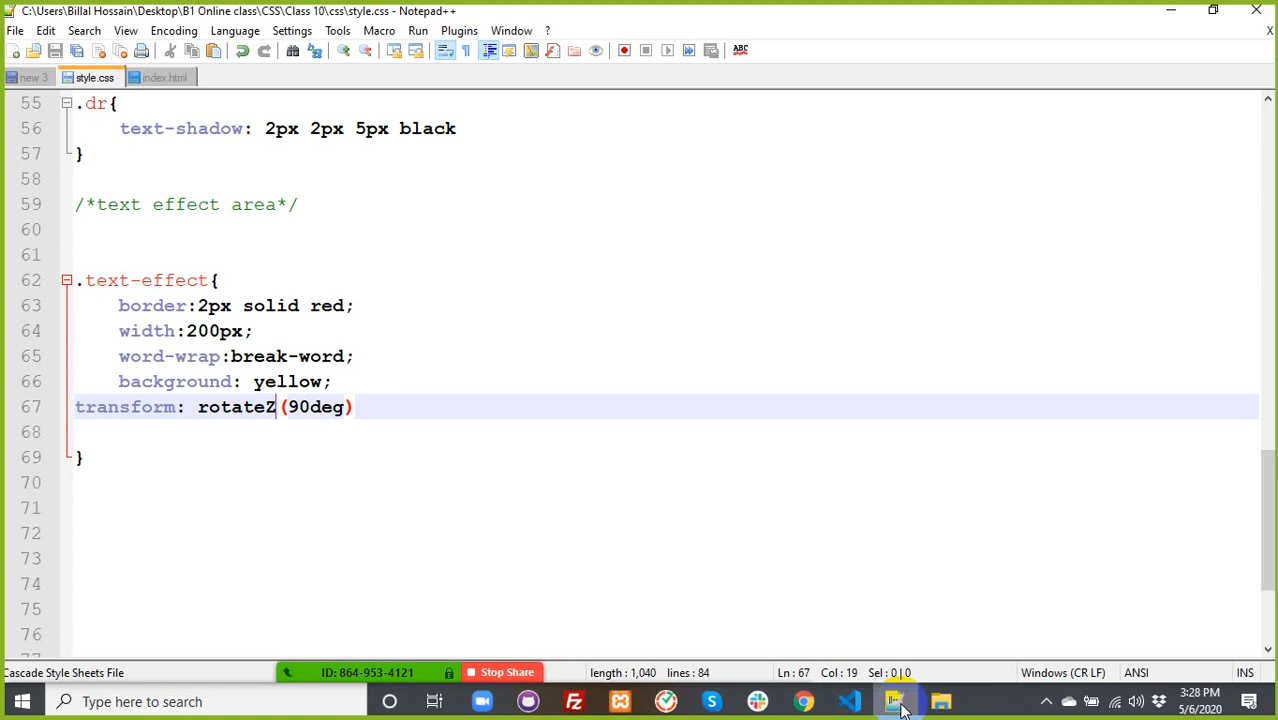 C:\Users\Billal Hossain\Desktop\B1 Online class\CSS\Class 10\css\style.css - Notepad++
File Edit Search View Encoding Language Settings Tools Macro Run Plugins Window ?
X
ABC
new 3 style.css index.html
55 .dr{
56 text-shadow: 2px 2px 5px black
57 }
58
59 /*text effect area*/
60
61
62 .text-effect{
63 border:2px solid red;
64 width:200px;
65 word-wrap:break-word;
66 background: yellow;
67 transform: rotateZ(90deg)
68
69 }
70
71
72
73
74
75
76
77
Cascade Style Sheets File ID: 864-953-4121 Stop Share length : 1,040 lines : 84 Ln : 67 Col : 19 Sel : 0 | 0 Windows (CR LF) ANSI INS
Type here to search
3:28 PM
5/6/2020